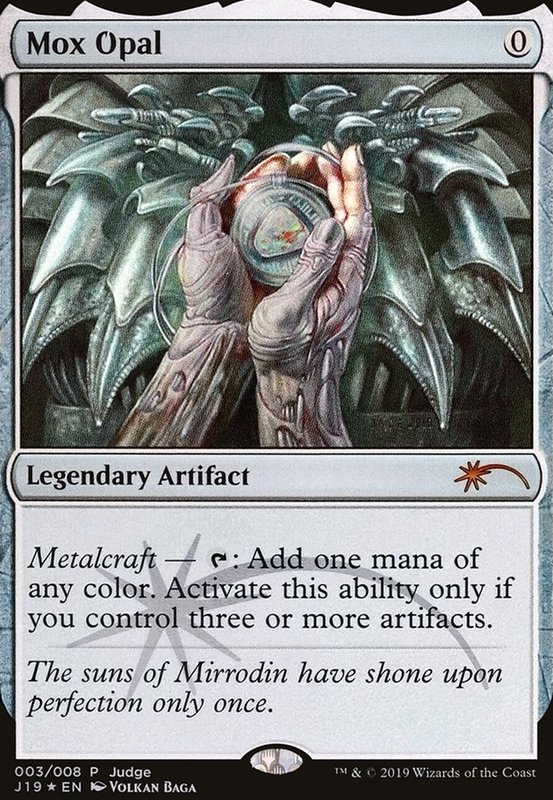 Mox Opal 0
Legendary Artifact
Metalcraft — : Add one mana of
any color. Activate this ability only if
you control three or more artifacts.
The suns of Mirrodin have shone upon
perfection only once.
003/008 P Judge
J19 ★ EN Volkan Baga
™ & © 2019 Wizards of the Coast